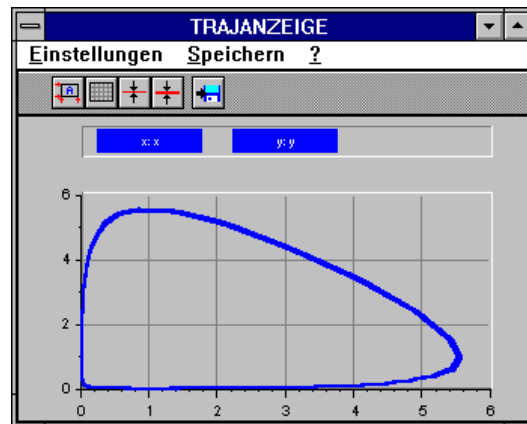 TRAJANZEIGE
Einstellungen Speichern ?
A
x: x y: y
6
4
2
0
0 1 2 3 4 5 6